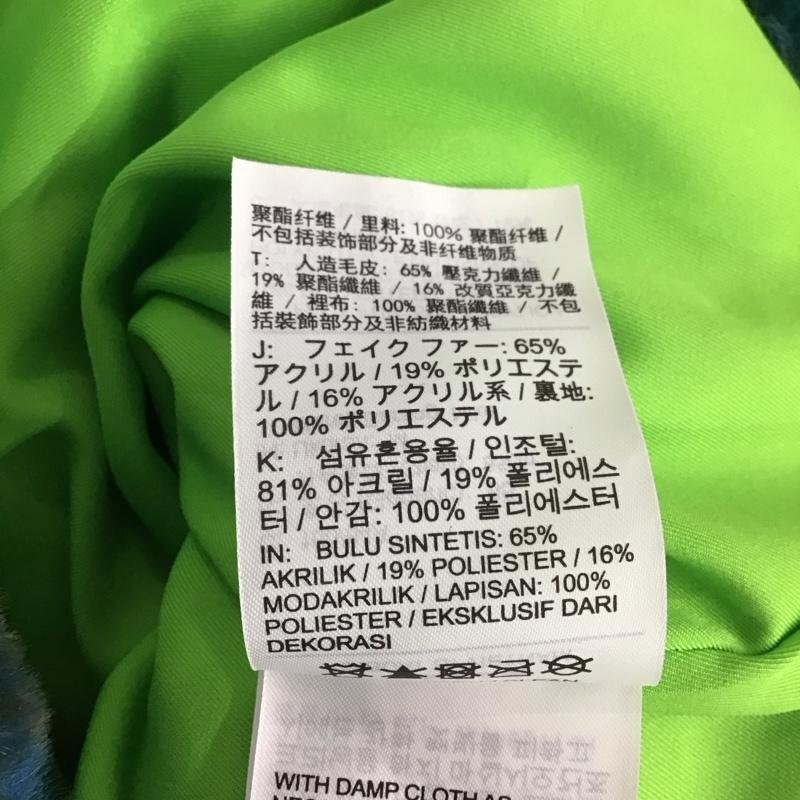 聚酯纤维 / 里料: 100% 聚酯纤维 /
不包括装饰部分及非纤维物质
T: 人造毛皮: 65% 壓克力纖維 /
19% 聚酯纖維 / 16% 改質亞克力纖
維 / 裡布: 100% 聚酯纖維 / 不包
括裝飾部分及非紡織材料
J: フェイク ファー: 65%
アクリル / 19% ポリエステ
ル / 16% アクリル系 / 裏地:
100% ポリエステル
K: 섬유혼용율 / 인조털:
81% 아크릴 / 19% 폴리에스
터 / 안감: 100% 폴리에스터
IN: BULU SINTETIS: 65%
AKRILIK / 19% POLIESTER / 16%
MODAKRILIK / LAPISAN: 100%
POLIESTER / EKSKLUSIF DARI
DEKORASI
WITH DAMP CLOTH AS